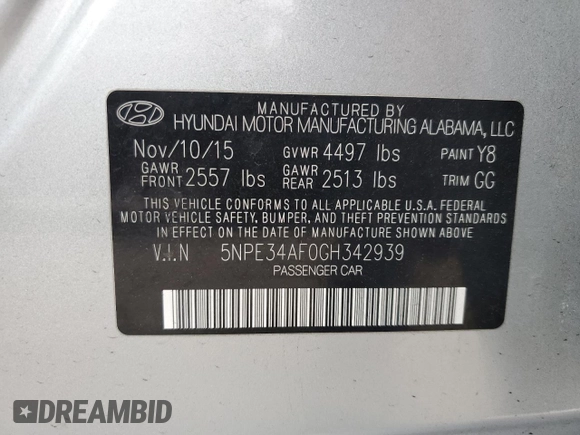 MANUFACTURED BY
HYUNDAI MOTOR MANUFACTURING ALABAMA, LLC
Nov/10/15 GVWR 4497 lbs PAINT Y8
GAWR FRONT 2557 lbs GAWR REAR 2513 lbs TRIM GG
THIS VEHICLE CONFORMS TO ALL APPLICABLE U.S.A. FEDERAL
MOTOR VEHICLE SAFETY, BUMPER, AND THEFT PREVENTION STANDARDS
IN EFFECT ON THE DATE OF MANUFACTURE SHOWN ABOVE.
V.I.N 5NPE34AF0GH342939
PASSENGER CAR
DREAMBID